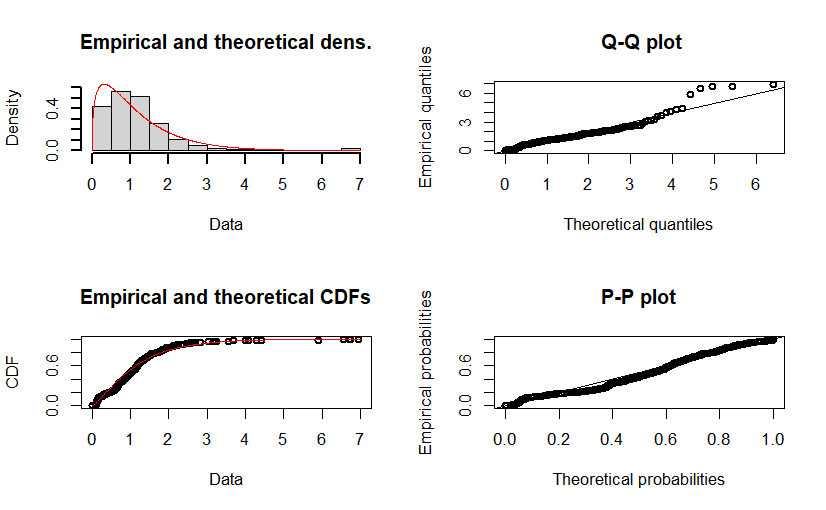 Empirical and theoretical dens.
Density
0.0 0.4
0 1 2 3 4 5 6 7
Data
Q-Q plot
Empirical quantiles
0 3 6
0 1 2 3 4 5 6
Theoretical quantiles
Empirical and theoretical CDFs
CDF
0.0 0.6
0 1 2 3 4 5 6 7
Data
P-P plot
Empirical probabilities
0.0 0.6
0.0 0.2 0.4 0.6 0.8 1.0
Theoretical probabilities